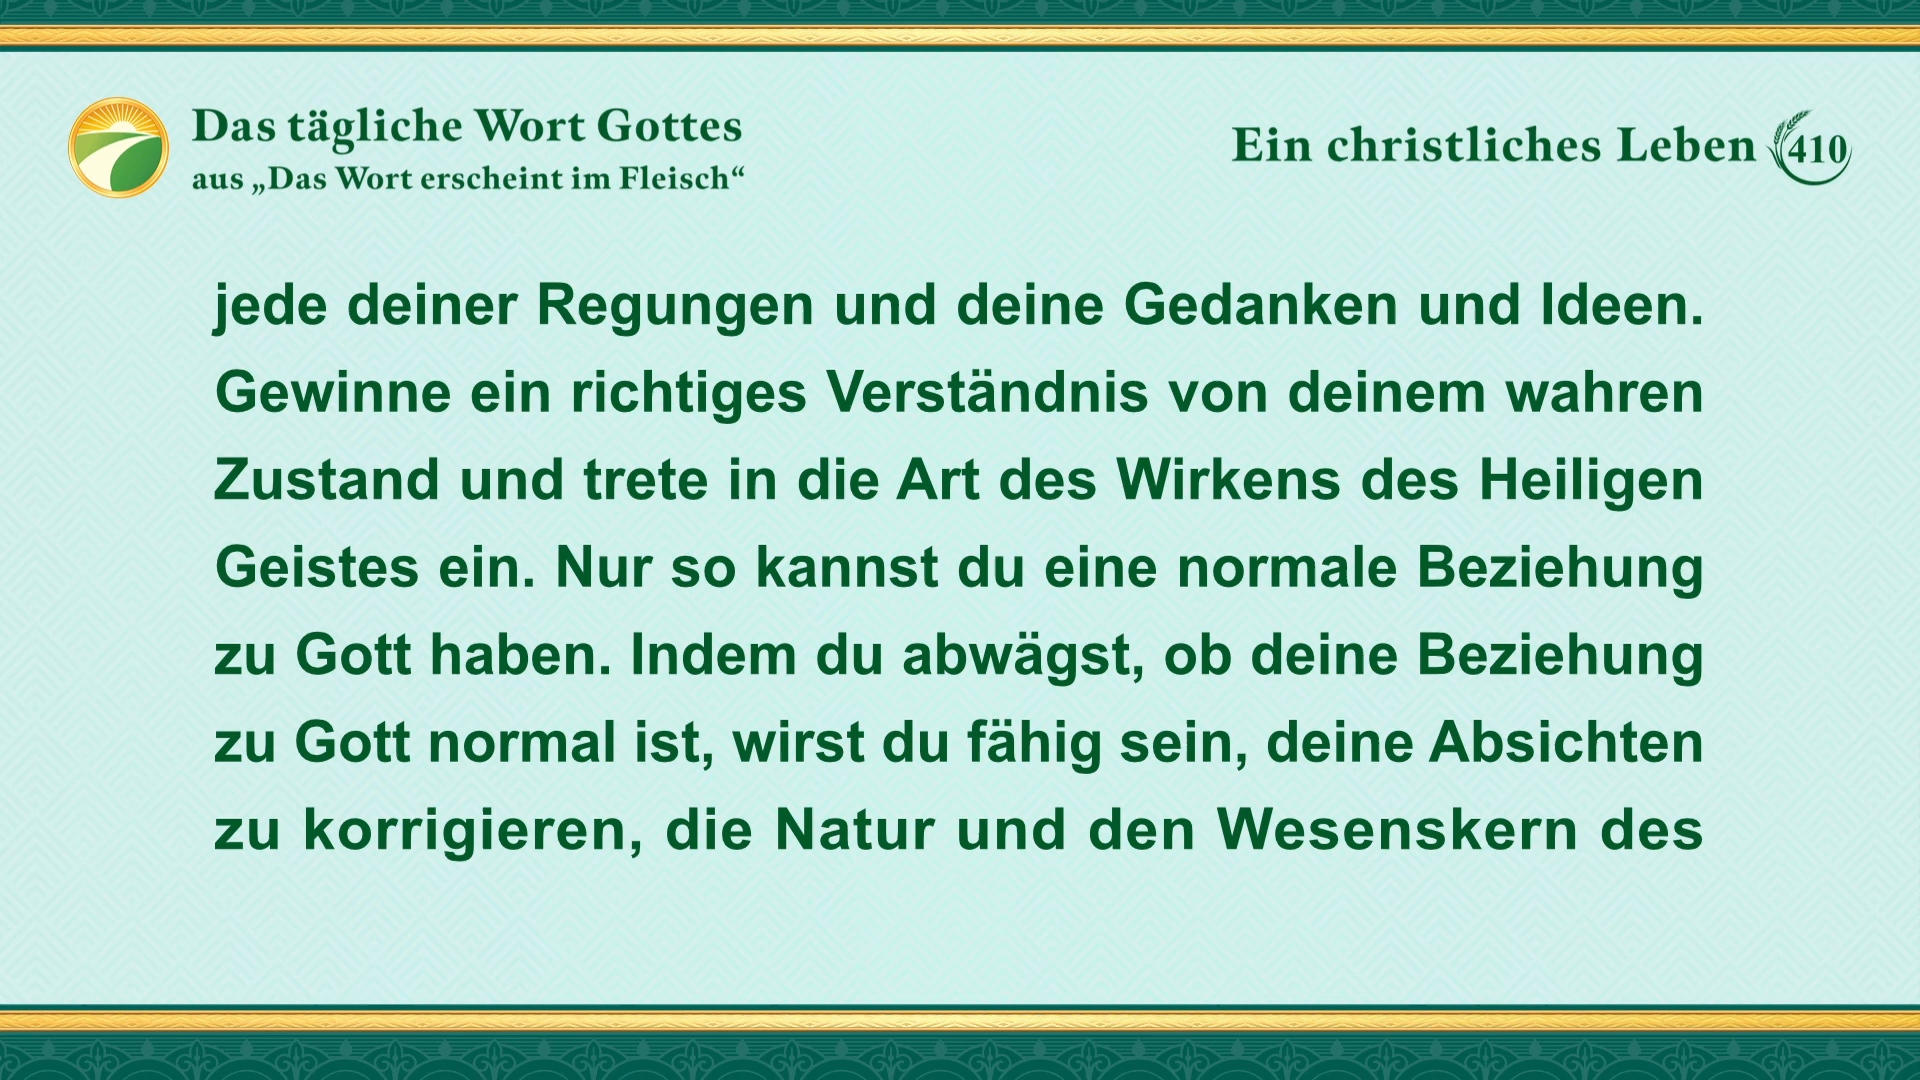 Das tägliche Wort Gottes
aus „Das Wort erscheint im Fleisch“
Ein christliches Leben 410
jede deiner Regungen und deine Gedanken und Ideen.
Gewinne ein richtiges Verständnis von deinem wahren
Zustand und trete in die Art des Wirkens des Heiligen
Geistes ein. Nur so kannst du eine normale Beziehung
zu Gott haben. Indem du abwägst, ob deine Beziehung
zu Gott normal ist, wirst du fähig sein, deine Absichten
zu korrigieren, die Natur und den Wesenskern des